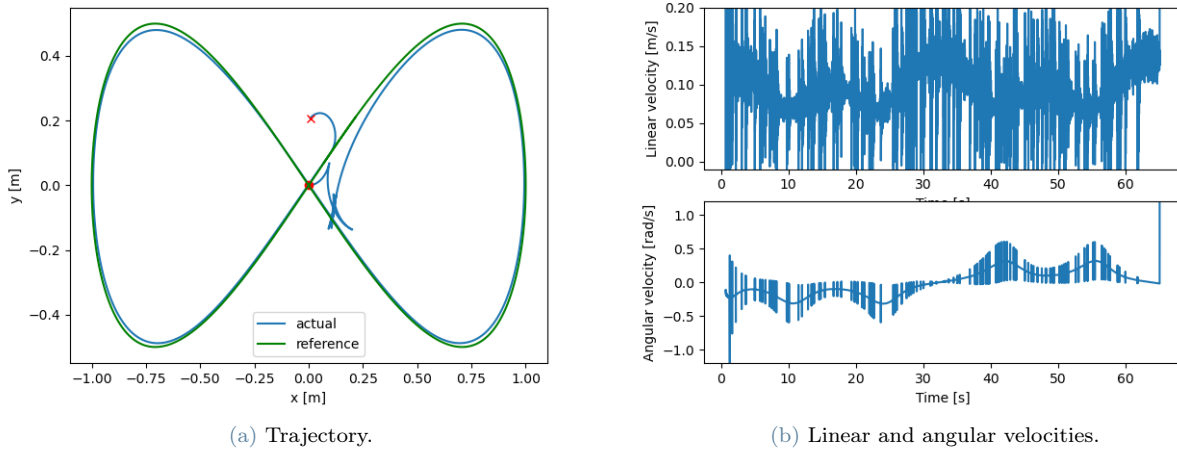 0.4
0.2
0.0
−0.2
−0.4
y [m]
actual
reference
−1.00 −0.75 −0.50 −0.25 0.00 0.25 0.50 0.75 1.00
x [m]
(a) Trajectory.
0.20
0.15
0.10
0.05
0.00
Linear velocity [m/s]
0 10 20 30 40 50 60
Time [s]
1.0
0.5
0.0
−0.5
−1.0
Angular velocity [rad/s]
0 10 20 30 40 50 60
Time [s]
(b) Linear and angular velocities.